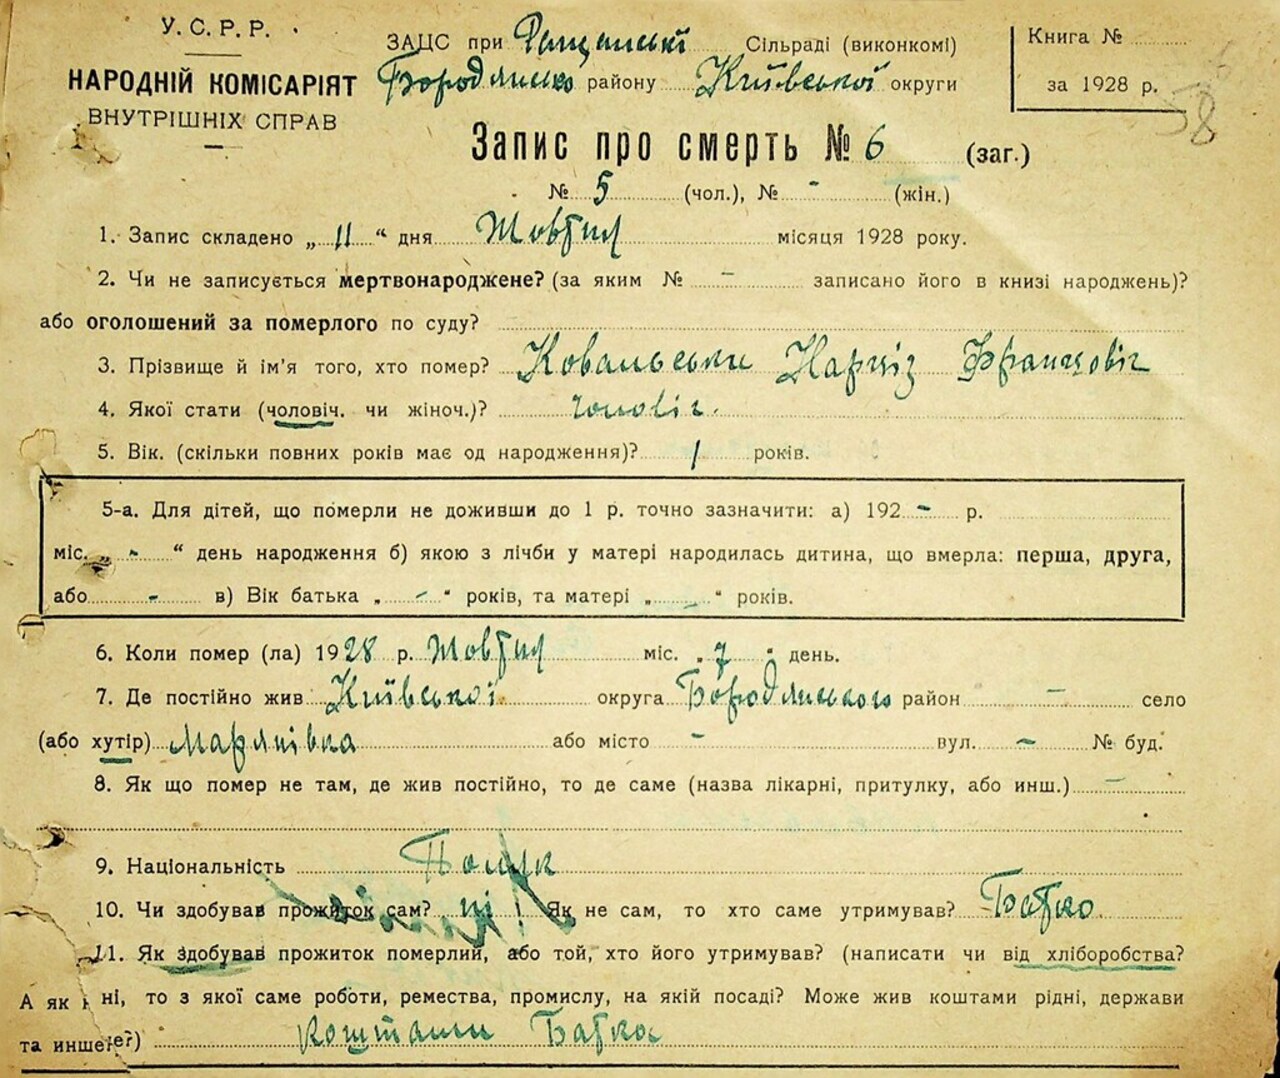 У. С. Р. Р.
НАРОДНІЙ КОМІСАРІЯТ
ВНУТРІШНІХ СПРАВ
ЗАЦС при Сільраді (виконкомі)
Бородянсько району Київської округи
Книга №
за 1928 р.
58
Запис про смерть № 6 (заг.)
№ 5 (чол.), № - (жін.)
1. Запис складено „ 11 “ дня Жовтня місяця 1928 року.
2. Чи не записується мертвонароджене? (за яким № - записано його в книзі народжень)?
або оголошений за померлого по суду?
3. Прізвище й ім'я того, хто помер? Ковальськи Нарціз Францовіч
4. Якої стати (чоловіч. чи жіноч.)? чоловіч.
5. Вік. (скільки повних років має од народження)? 1 років.
5-а. Для дітей, що померли не доживши до 1 р. точно зазначити: а) 192 - р.
міс. „ - “ день народження б) якою з лічби у матері народилась дитина, що вмерла: перша, друга,
або - в) Вік батька „ - “ років, та матері „ - “ років.
6. Коли помер (ла) 1928 р. Жовтня міс. „ 7 “ день.
7. Де постійно жив Київської округа Бородянського район - село
(або хутір) Мар'янівка або місто - вул. - № буд.
8. Як що помер не там, де жив постійно, то де саме (назва лікарні, притулку, або инш.) -
9. Національність Поляк
10. Чи здобував прожиток сам? ні! Як не сам, то хто саме утримував? Батко
11. Як здобував прожиток померлий, або той, хто його утримував? (написати чи від хліборобства?
А як ні, то з якої саме роботи, ремества, промислу, на якій посаді? Може жив коштами рідні, держави
та инше?) коштами Батка